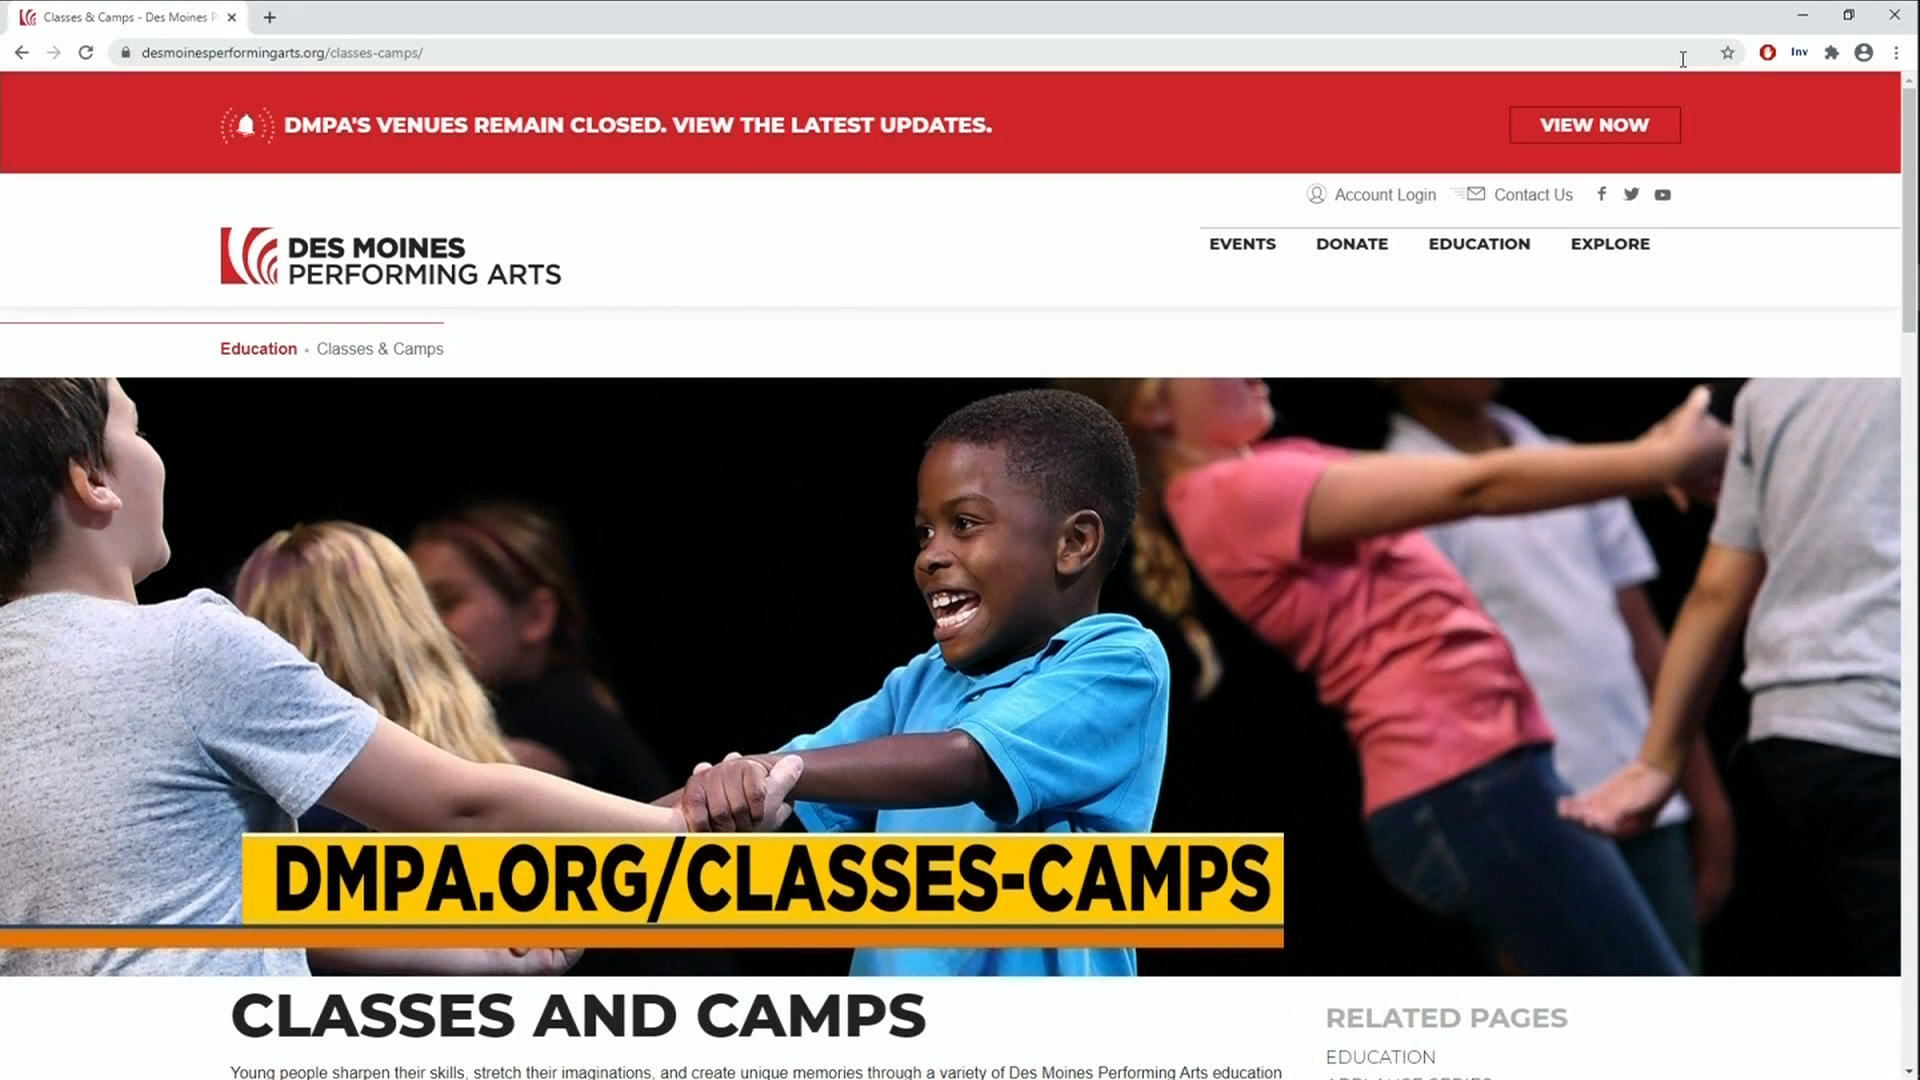 Classes & Camps - Des Moines P
desmoinesperformingarts.org/classes-camps/
Inv
DMPA'S VENUES REMAIN CLOSED. VIEW THE LATEST UPDATES.
VIEW NOW
Account Login
Contact Us
DES MOINES
PERFORMING ARTS
EVENTS
DONATE
EDUCATION
EXPLORE
Education • Classes & Camps
DMPA.ORG/CLASSES-CAMPS
CLASSES AND CAMPS
Young people sharpen their skills, stretch their imaginations, and create unique memories through a variety of Des Moines Performing Arts education
RELATED PAGES
EDUCATION
APPLAUSE SERIES